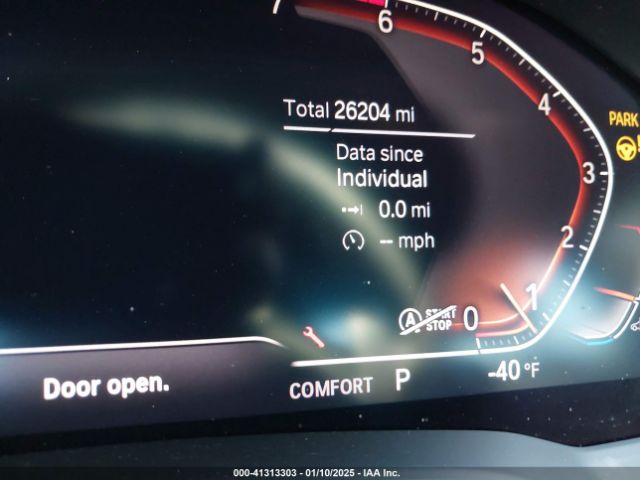 7
6
5
4
3
2
1
0
Total 26204 mi
Data since
Individual
0.0 mi
-- mph
PARK
A START
STOP
Door open.
COMFORT P
-40 °F
000-41313303 - 01/10/2025 - IAA Inc.